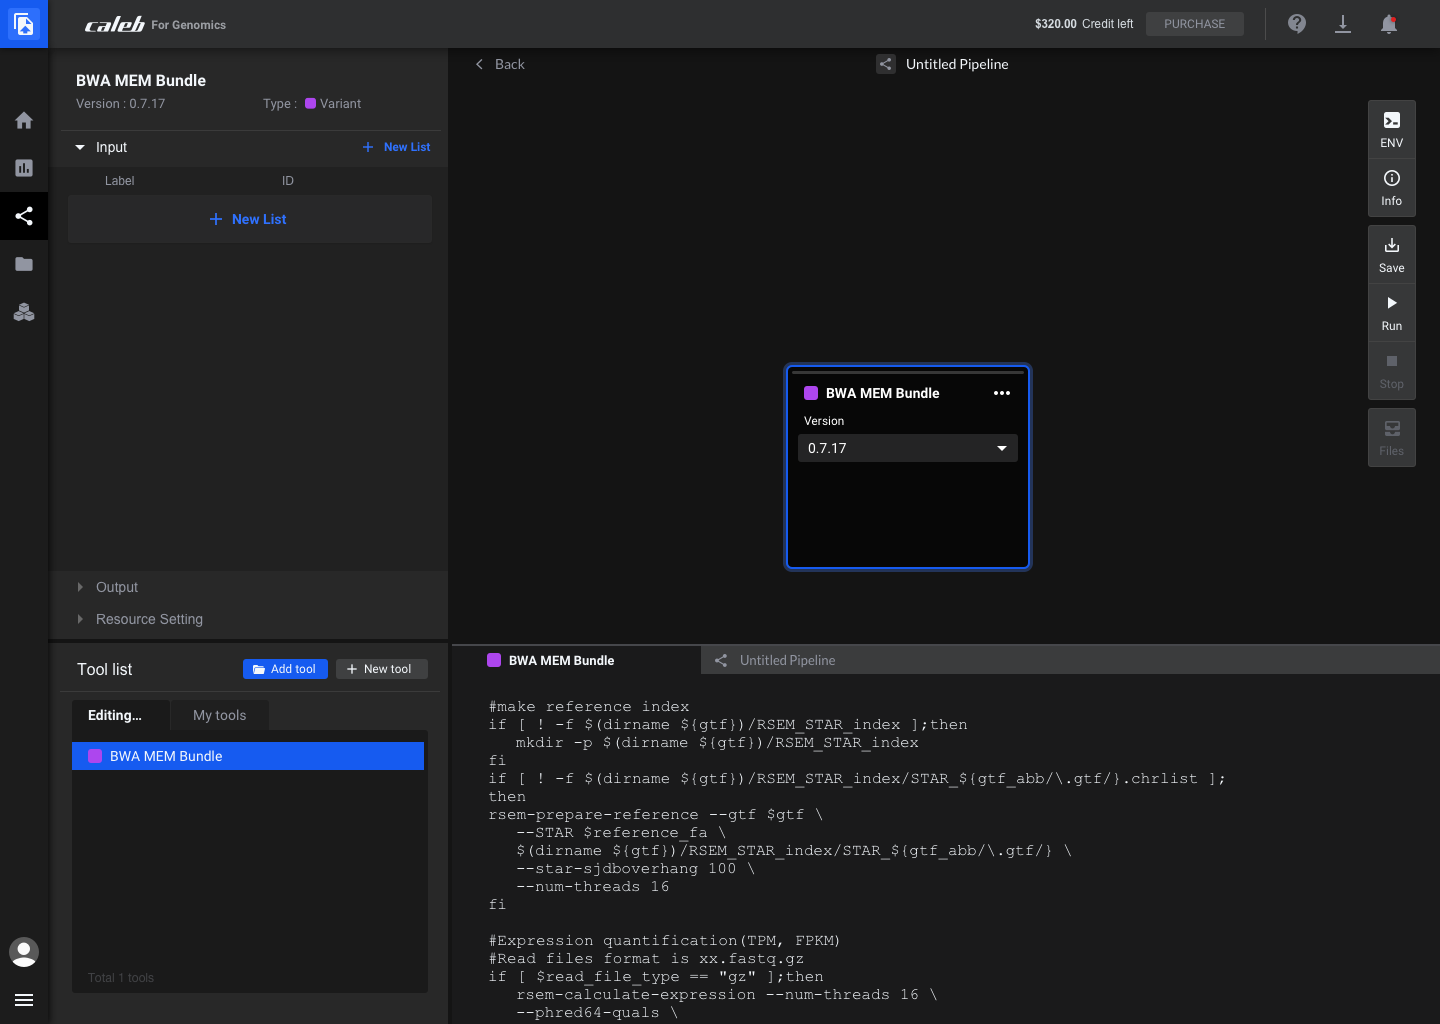 caleb For Genomics
$320.00 Credit left
PURCHASE
BWA MEM Bundle
Version : 0.7.17
Type : Variant
Input
New List
Label
ID
New List
Output
Resource Setting
Tool list
Add tool
New tool
Editing...
My tools
BWA MEM Bundle
Total 1 tools
Back
Untitled Pipeline
ENV
Info
Save
Run
Stop
Files
BWA MEM Bundle
Version
0.7.17
BWA MEM Bundle
Untitled Pipeline
#make reference index
if [ ! -f $(dirname ${gtf})/RSEM_STAR_index ];then
mkdir -p $(dirname ${gtf})/RSEM_STAR_index
fi
if [ ! -f $(dirname ${gtf})/RSEM_STAR_index/STAR_${gtf_abb/\.gtf/}.chrlist ];
then
rsem-prepare-reference --gtf $gtf \
--STAR $reference_fa \
$(dirname ${gtf})/RSEM_STAR_index/STAR_${gtf_abb/\.gtf/} \
--star-sjdboverhang 100 \
--num-threads 16
fi
#Expression quantification(TPM, FPKM)
#Read files format is xx.fastq.gz
if [ $read_file_type == "gz" ];then
rsem-calculate-expression --num-threads 16 \
--phred64-quals \